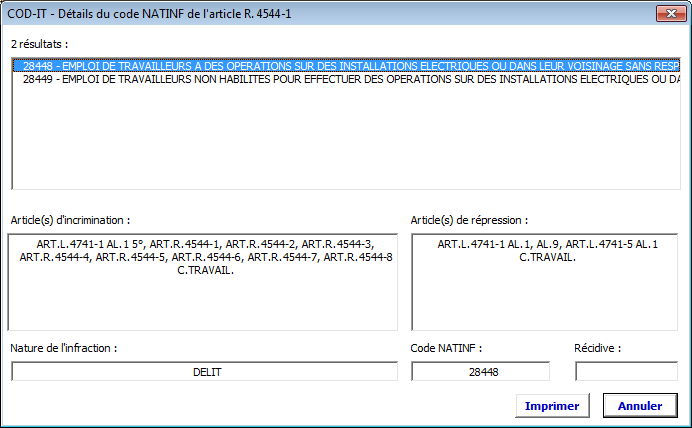 COD-IT - Détails du code NATINF de l'article R. 4544-1
2 résultats :
28448 - EMPLOI DE TRAVAILLEURS A DES OPERATIONS SUR DES INSTALLATIONS ELECTRIQUES OU DANS LEUR VOISINAGE SANS RESP
28449 - EMPLOI DE TRAVAILLEURS NON HABILITES POUR EFFECTUER DES OPERATIONS SUR DES INSTALLATIONS ELECTRIQUES OU DA
Article(s) d'incrimination :
Article(s) de répression :
ART.L.4741-1 AL.1 5°, ART.R.4544-1, ART.R.4544-2, ART.R.4544-3,
ART.R.4544-4, ART.R.4544-5, ART.R.4544-6, ART.R.4544-7, ART.R.4544-8
C.TRAVAIL.
ART.L.4741-1 AL.1, AL.9, ART.L.4741-5 AL.1
C.TRAVAIL.
Nature de l'infraction :
Code NATINF :
Récidive :
DELIT
28448
Imprimer
Annuler